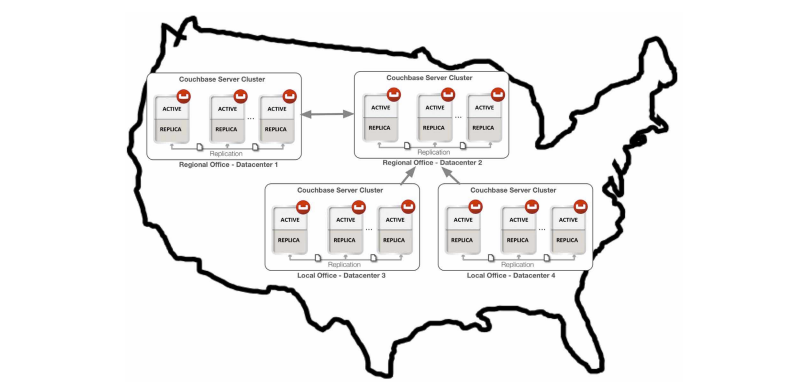 Couchbase Server Cluster
ACTIVE
REPLICA
ACTIVE
REPLICA
...
ACTIVE
REPLICA
Replication
Regional Office - Datacenter 1
Couchbase Server Cluster
ACTIVE
REPLICA
ACTIVE
REPLICA
...
ACTIVE
REPLICA
Replication
Regional Office - Datacenter 2
Couchbase Server Cluster
ACTIVE
REPLICA
ACTIVE
REPLICA
...
ACTIVE
REPLICA
Replication
Local Office - Datacenter 3
Couchbase Server Cluster
ACTIVE
REPLICA
ACTIVE
REPLICA
...
ACTIVE
REPLICA
Replication
Local Office - Datacenter 4